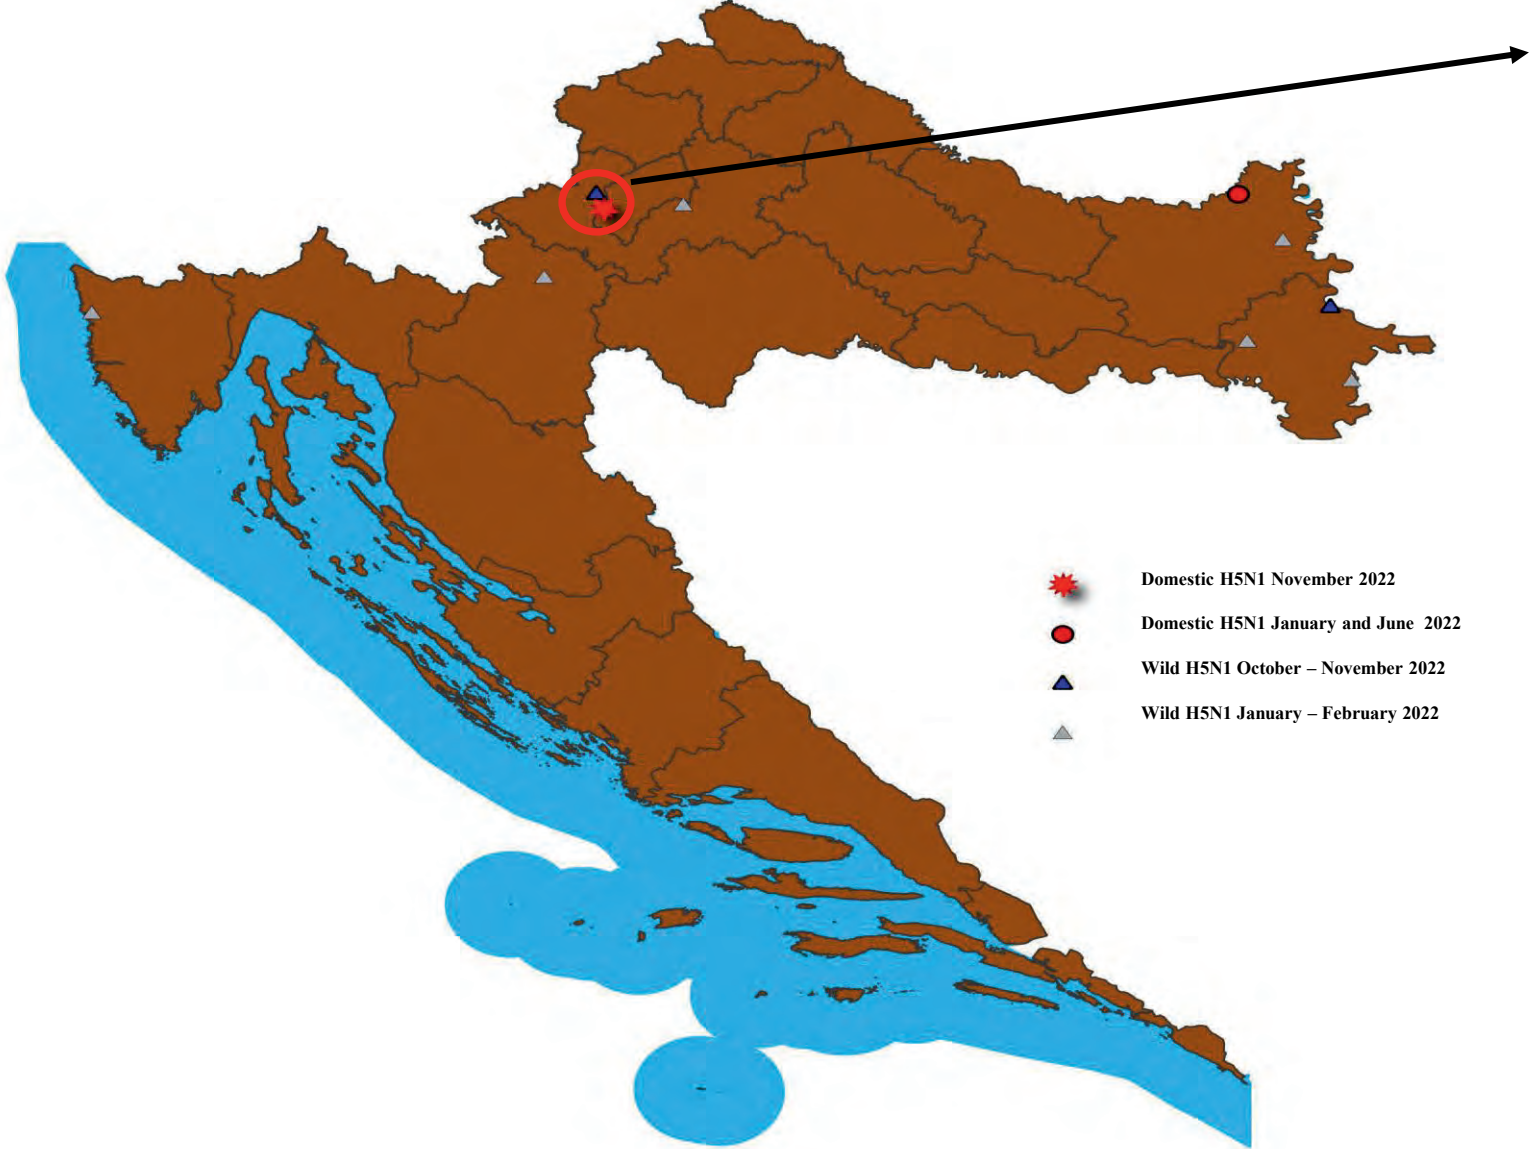 Domestic H5N1 November 2022
Domestic H5N1 January and June 2022
Wild H5N1 October – November 2022
Wild H5N1 January – February 2022